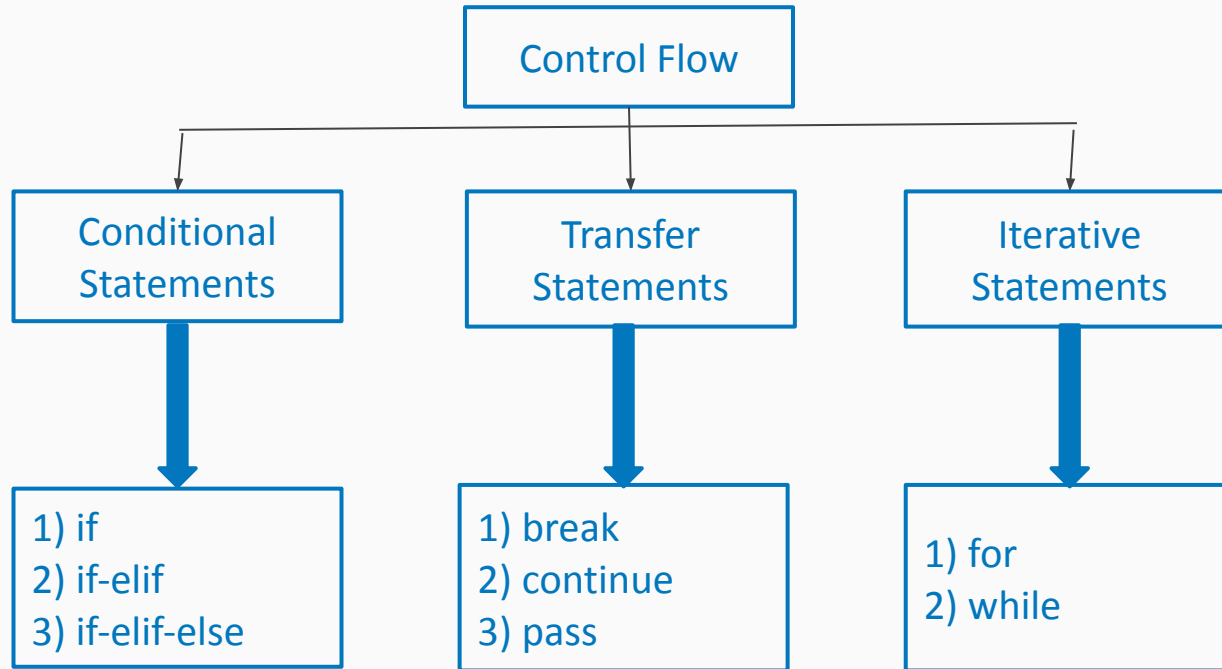 Control Flow
Conditional
Statements
Transfer
Statements
Iterative
Statements
1) if
2) if-elif
3) if-elif-else
1) break
2) continue
3) pass
1) for
2) while